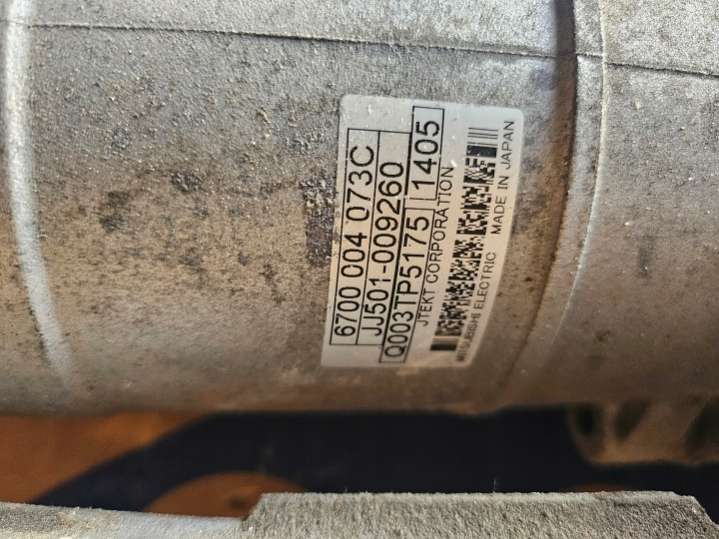 6700 004 073C
JJ501-009260
Q003TP5175 1405
JTEKT CORPORATION
MITSUBISHI ELECTRIC MADE IN JAPAN